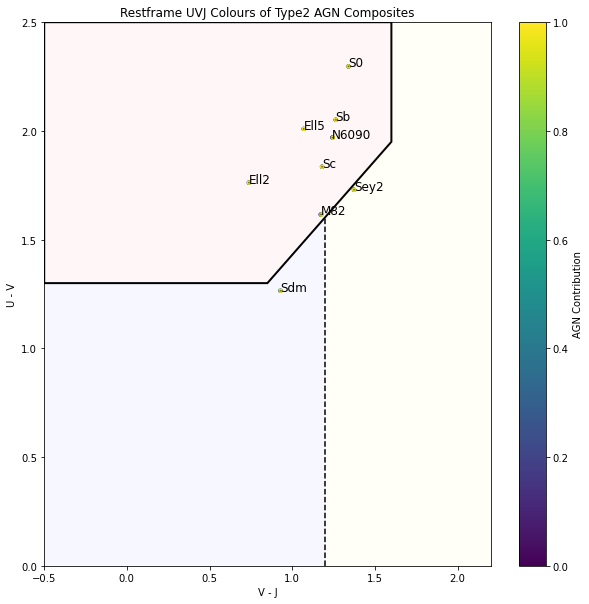 Restframe UVJ Colours of Type2 AGN Composites
2.5
2.0
1.5
1.0
0.5
0.0
U - V
S0
Sb
Ell5
N6090
Sc
Ell2
Sey2
M82
Sdm
−0.5
0.0
0.5
1.0
1.5
2.0
V - J
1.0
0.8
0.6
0.4
0.2
0.0
AGN Contribution